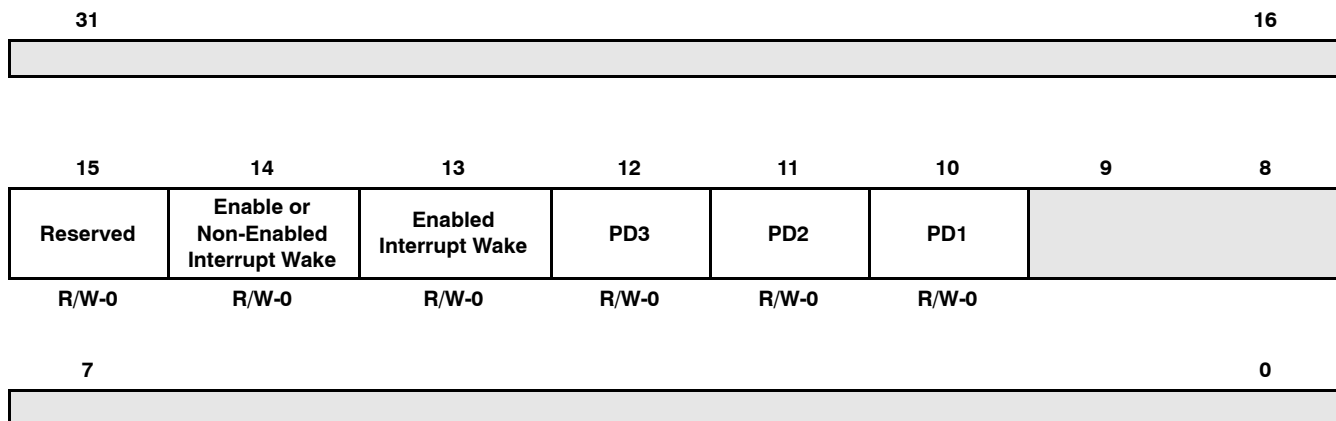 31 16
15 14 13 12 11 10 9 8
Reserved
Enable or
Non-Enabled
Interrupt Wake
Enabled
Interrupt Wake
PD3
PD2
PD1
R/W-0 R/W-0 R/W-0 R/W-0 R/W-0 R/W-0
7 0